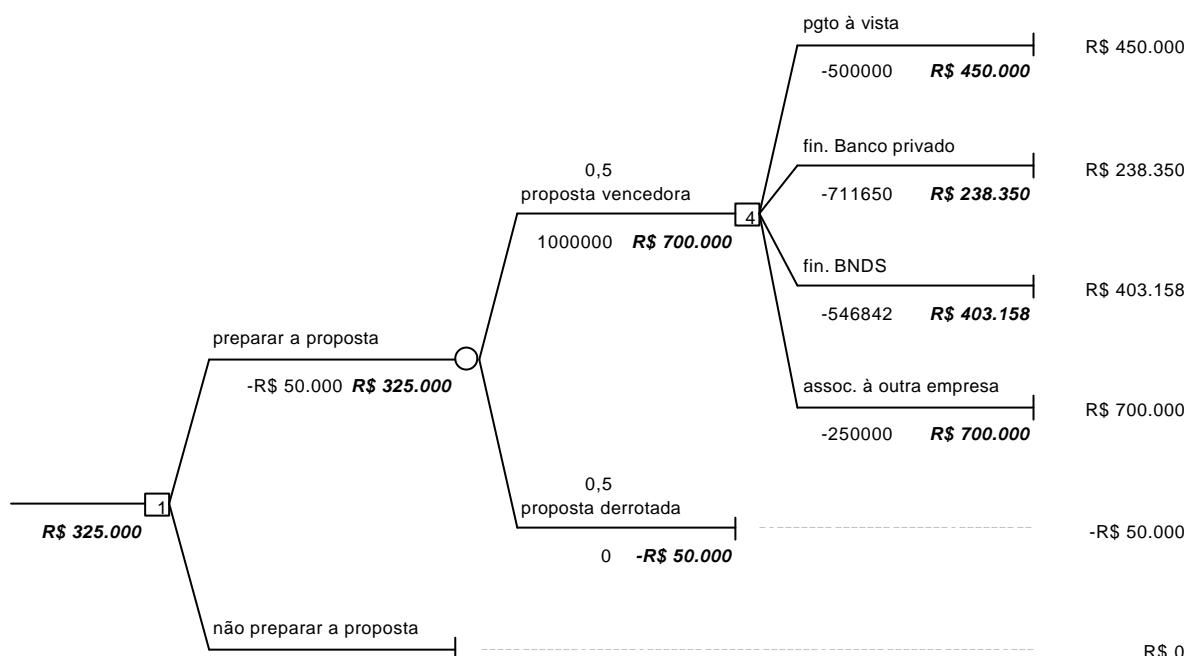 pgto à vista
R$ 450.000
-500000 R$ 450.000
fin. Banco privado
R$ 238.350
-711650 R$ 238.350
0,5
proposta vencedora
4
1000000 R$ 700.000
fin. BNDS
R$ 403.158
-546842 R$ 403.158
preparar a proposta
-R$ 50.000 R$ 325.000
assoc. à outra empresa
R$ 700.000
-250000 R$ 700.000
0,5
proposta derrotada
1
R$ 325.000
-R$ 50.000
0 -R$ 50.000
não preparar a proposta
R$ 0